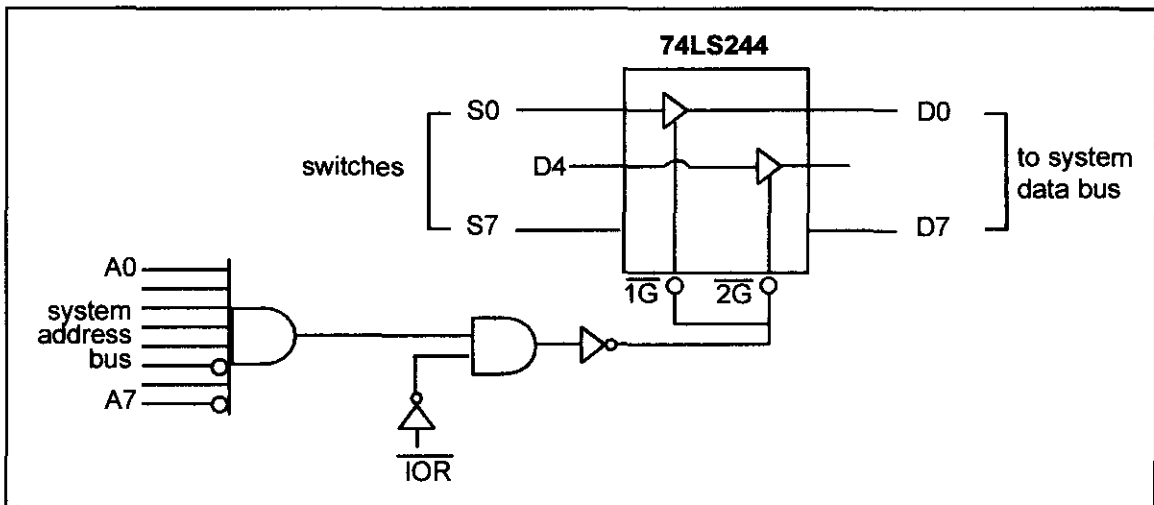 74LS244
S0
D0
switches
D4
to system
data bus
S7
D7
A0
1G
2G
system
address
bus
A7
IOR